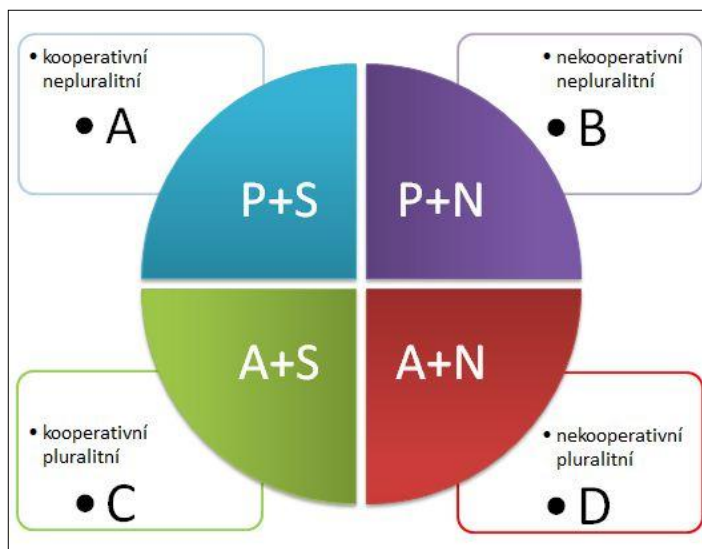 • kooperativní
nepluralitní
• A
• nekooperativní
nepluralitní
• B
P+S
P+N
A+S
A+N
• kooperativní
pluralitní
• C
• nekooperativní
pluralitní
• D